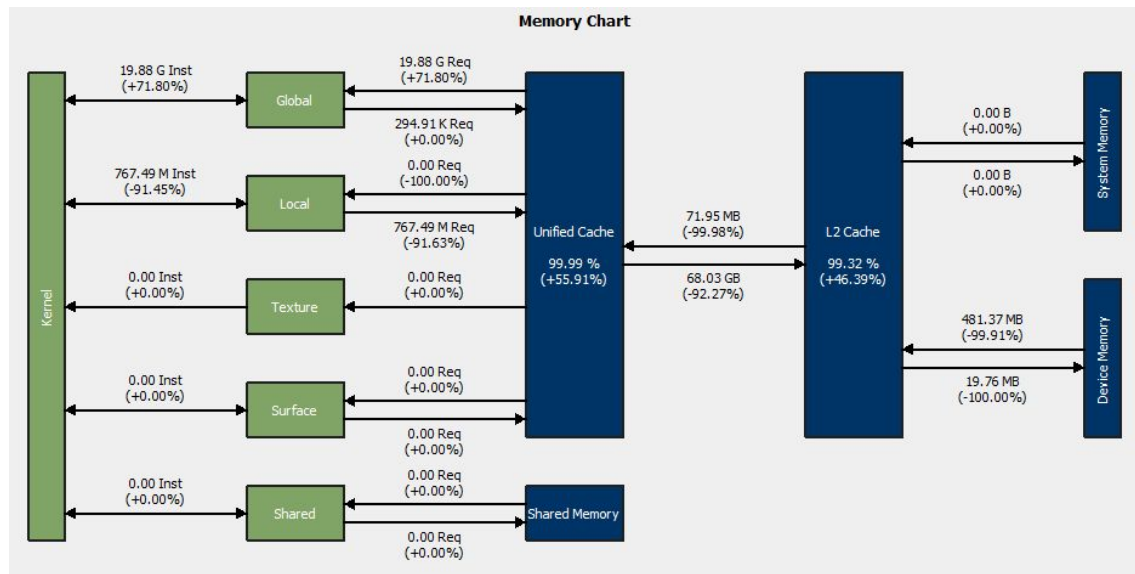 Memory Chart
Kernel
19.88 G Inst
(+71.80%)
Global
19.88 G Req
(+71.80%)
294.91 K Req
(+0.00%)
767.49 M Inst
(-91.45%)
Local
0.00 Req
(-100.00%)
767.49 M Req
(-91.63%)
0.00 Inst
(+0.00%)
Texture
0.00 Req
(+0.00%)
0.00 Inst
(+0.00%)
Surface
0.00 Req
(+0.00%)
0.00 Req
(+0.00%)
0.00 Inst
(+0.00%)
Shared
0.00 Req
(+0.00%)
0.00 Req
(+0.00%)
Unified Cache
99.99 %
(+55.91%)
Shared Memory
71.95 MB
(-99.98%)
68.03 GB
(-92.27%)
L2 Cache
99.32 %
(+46.39%)
0.00 B
(+0.00%)
0.00 B
(+0.00%)
System Memory
481.37 MB
(-99.91%)
19.76 MB
(-100.00%)
Device Memory